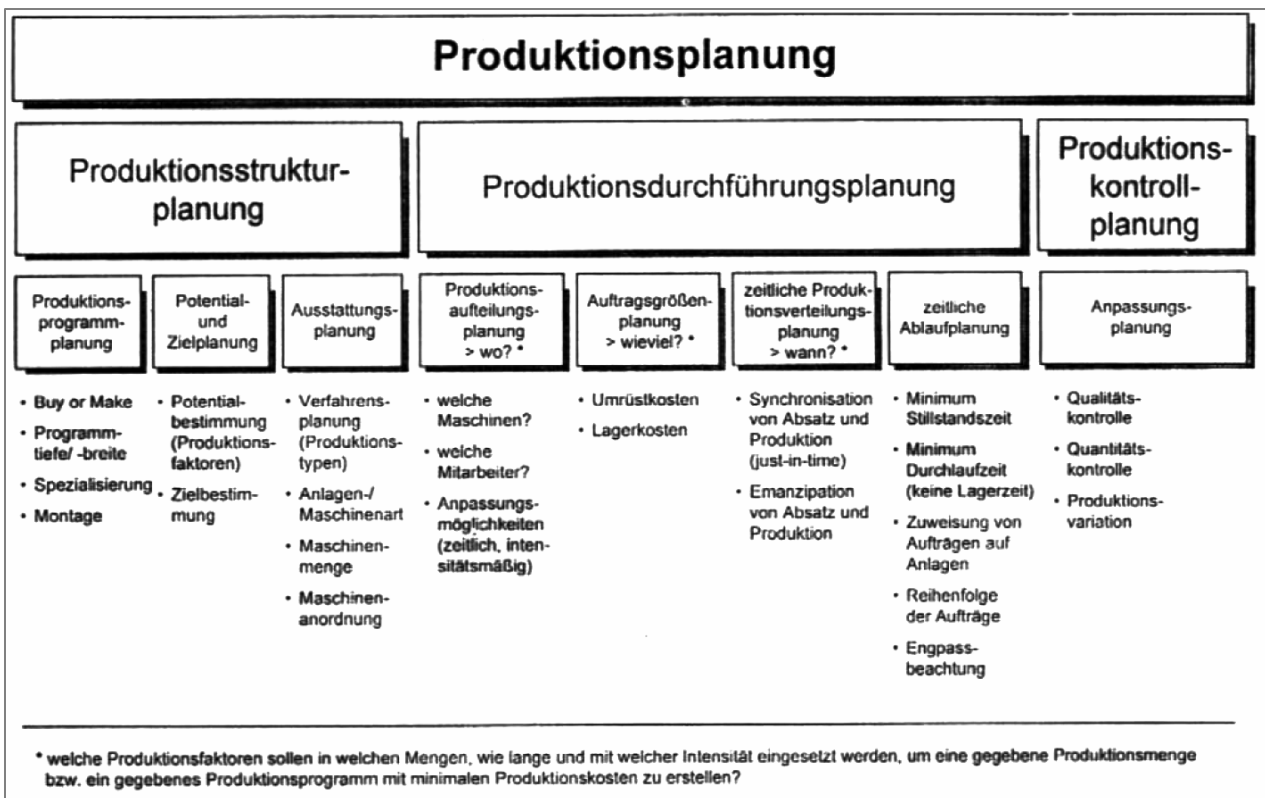 Produktionsplanung
Produktionsstruktur-
planung
Produktionsdurchführungsplanung
Produktions-
kontroll-
planung
Produktions-
programm-
planung
Potential-
und
Zielplanung
Ausstattungs-
planung
Produktions-
aufteilungs-
planung
> wo? *
Auftragsgrößen-
planung
> wieviel? *
zeitliche Produk-
tionsverteilungs-
planung
> wann? *
zeitliche
Ablaufplanung
Anpassungs-
planung
• Buy or Make
• Programm-
tiefe/ -breite
• Spezialisierung
• Montage
• Potential-
bestimmung
(Produktions-
faktoren)
• Zielbestim-
mung
• Verfahrens-
planung
(Produktions-
typen)
• Anlagen-/
Maschinenart
• Maschinen-
menge
• Maschinen-
anordnung
• welche
Maschinen?
• welche
Mitarbeiter?
• Anpassungs-
möglichkeiten
(zeitlich, inten-
sitätsmäßig)
• Umrüstkosten
• Lagerkosten
• Synchronisation
von Absatz und
Produktion
(just-in-time)
• Emanzipation
von Absatz und
Produktion
• Minimum
Stillstandszeit
• Minimum
Durchlaufzeit
(keine Lagerzeit)
• Zuweisung von
Aufträgen auf
Anlagen
• Reihenfolge
der Aufträge
• Engpass-
beachtung
• Qualitäts-
kontrolle
• Quantitäts-
kontrolle
• Produktions-
variation
* welche Produktionsfaktoren sollen in welchen Mengen, wie lange und mit welcher Intensität eingesetzt werden, um eine gegebene Produktionsmenge
bzw. ein gegebenes Produktionsprogramm mit minimalen Produktionskosten zu erstellen?